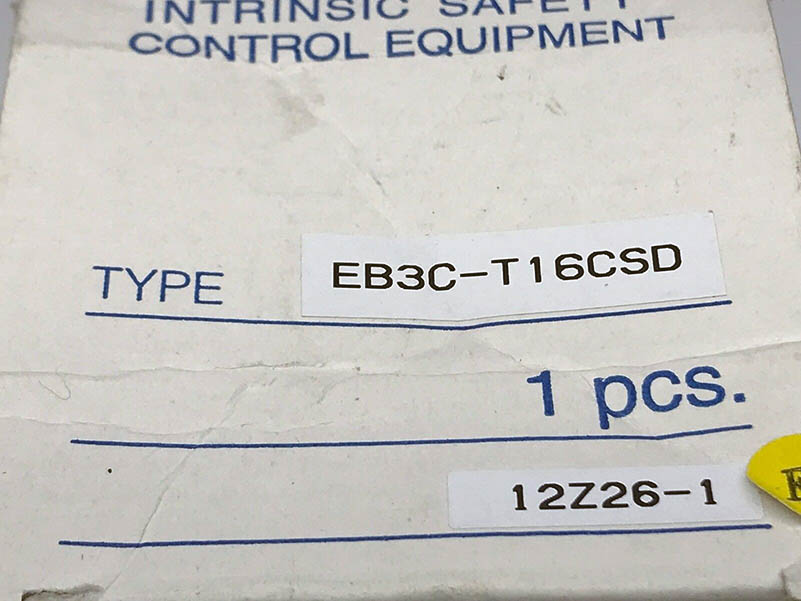 INTRINSIC SAFETY
CONTROL EQUIPMENT
TYPE EB3C-T16CSD
1 pcs.
12Z26-1